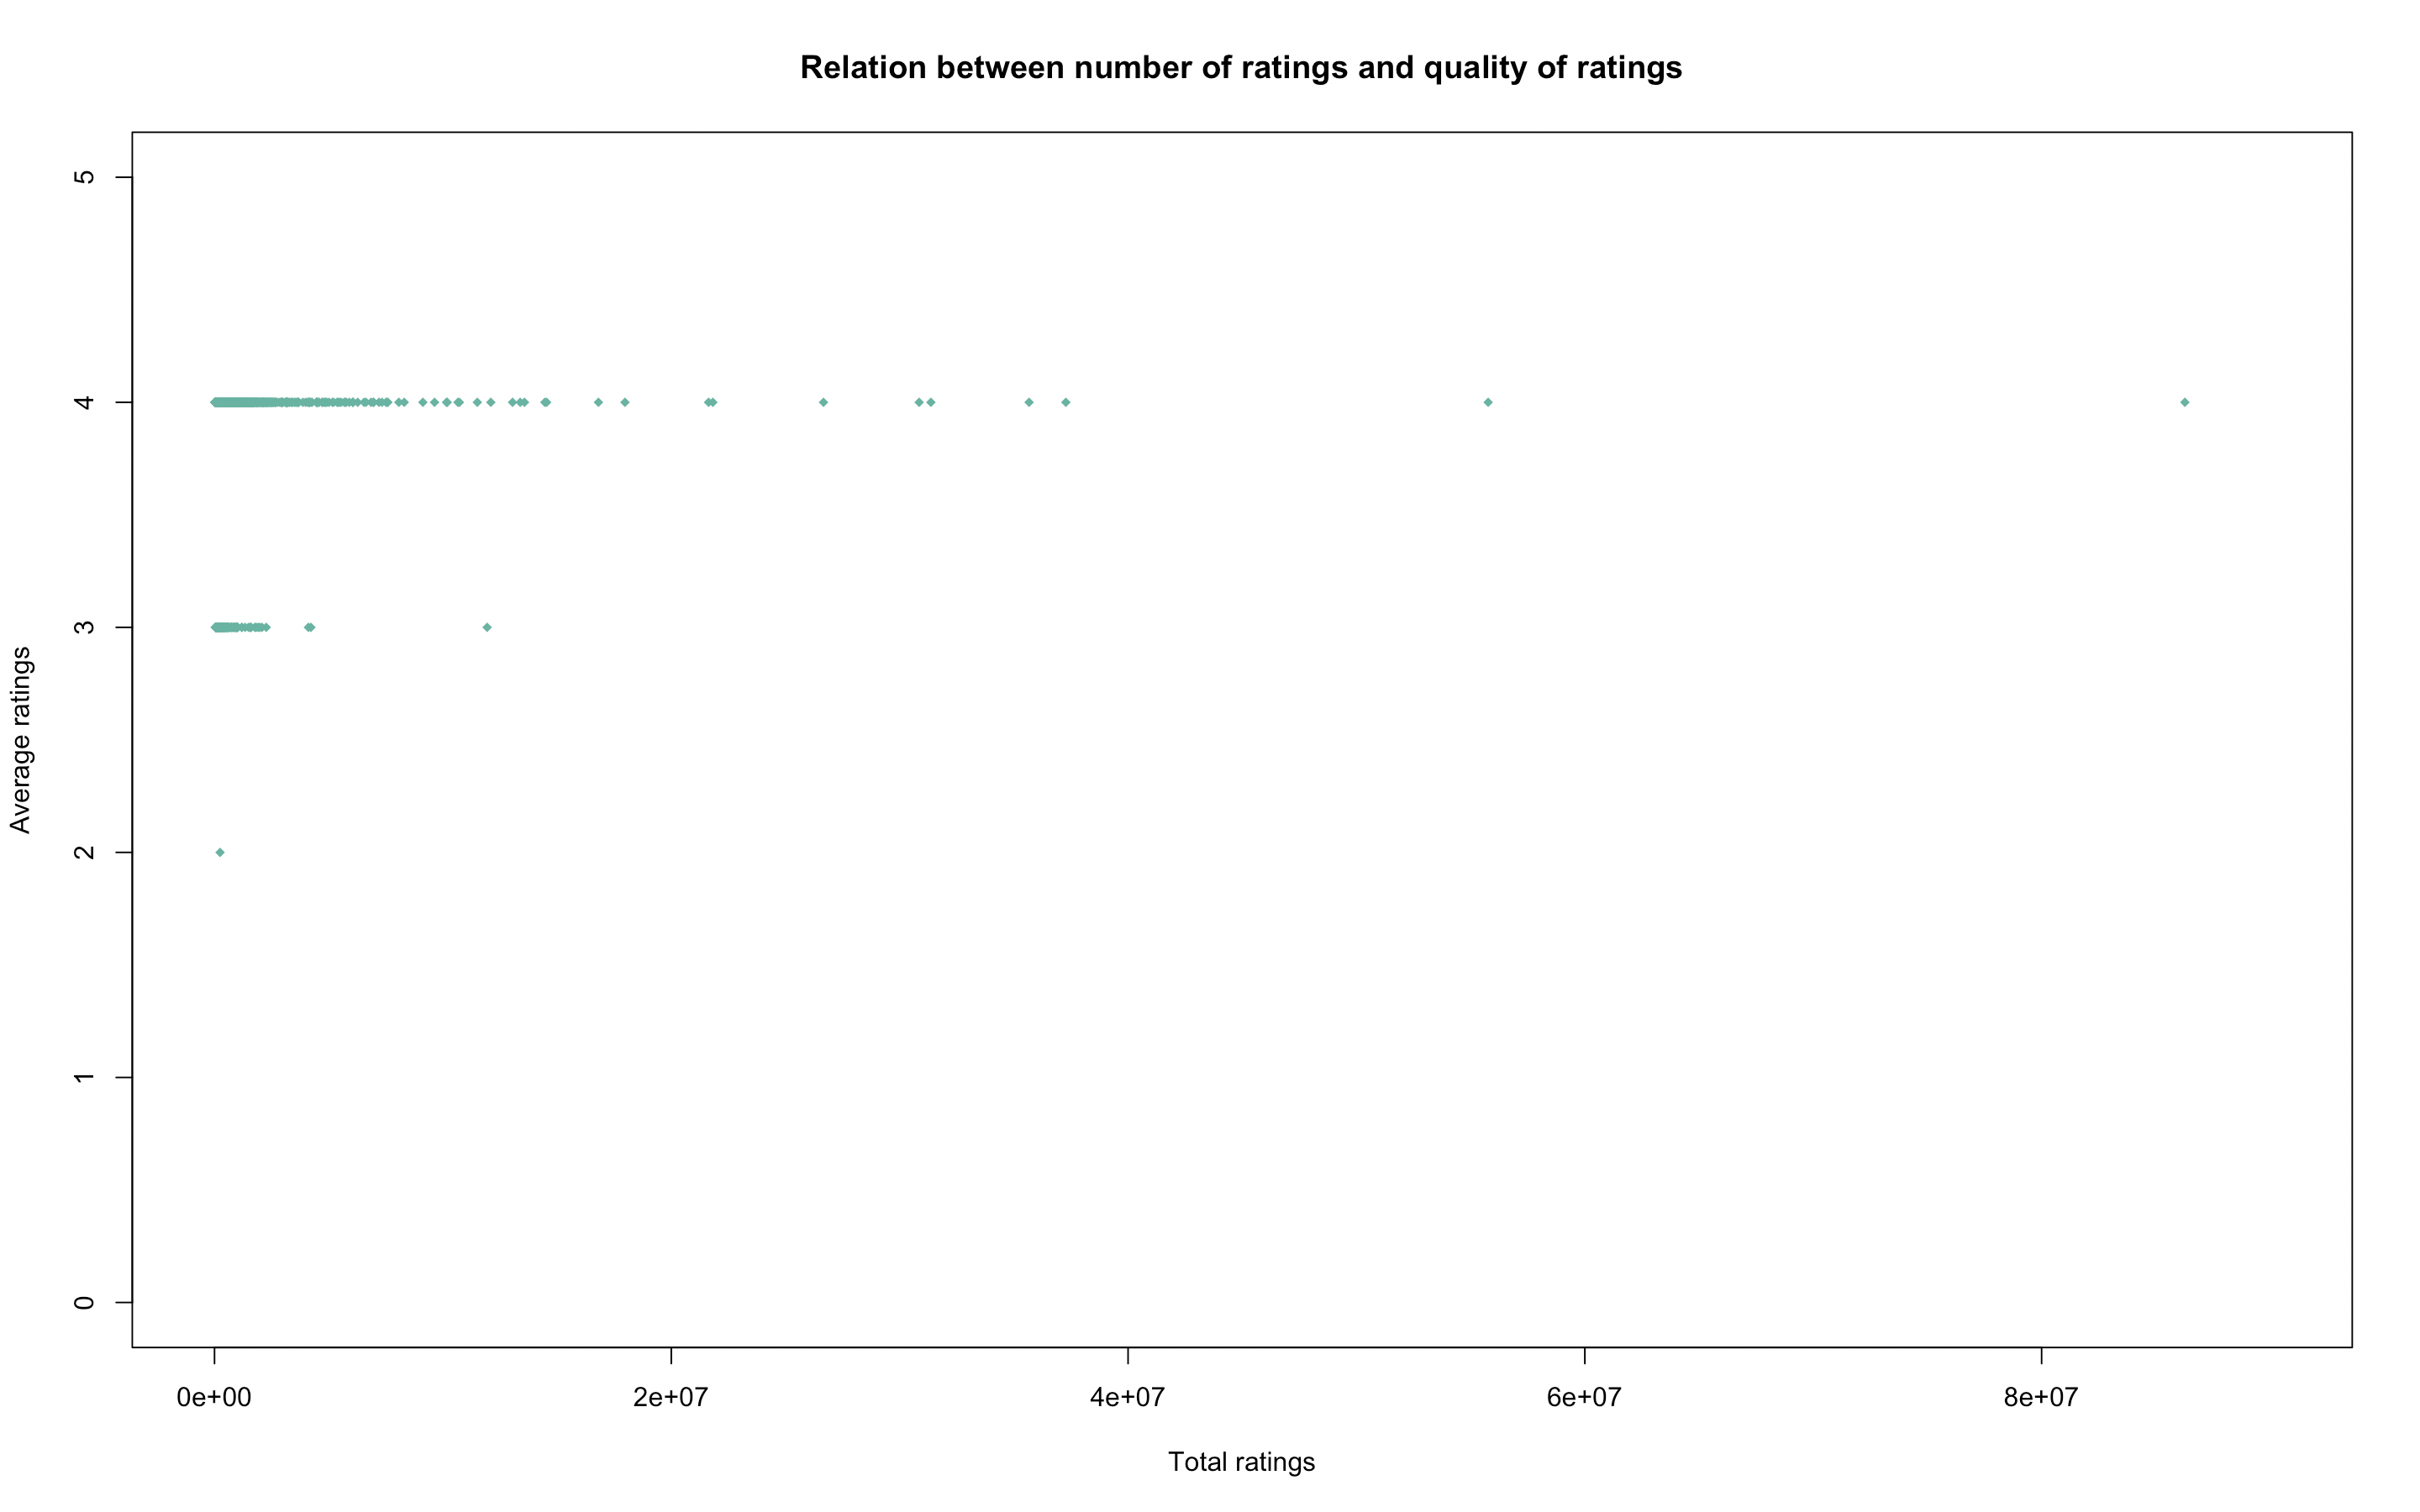 Relation between number of ratings and quality of ratings
Average ratings
5
4
3
2
1
0
0e+00 2e+07 4e+07 6e+07 8e+07
Total ratings